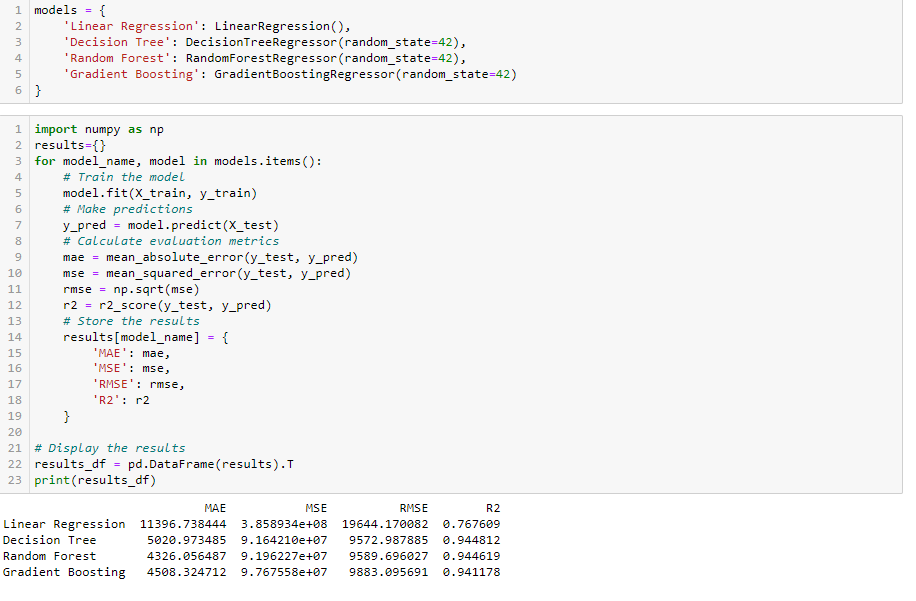 1 models = {
2     'Linear Regression': LinearRegression(),
3     'Decision Tree': DecisionTreeRegressor(random_state=42),
4     'Random Forest': RandomForestRegressor(random_state=42),
5     'Gradient Boosting': GradientBoostingRegressor(random_state=42)
6 }
1 import numpy as np
2 results={}
3 for model_name, model in models.items():
4     # Train the model
5     model.fit(X_train, y_train)
6     # Make predictions
7     y_pred = model.predict(X_test)
8     # Calculate evaluation metrics
9     mae = mean_absolute_error(y_test, y_pred)
10     mse = mean_squared_error(y_test, y_pred)
11     rmse = np.sqrt(mse)
12     r2 = r2_score(y_test, y_pred)
13     # Store the results
14     results[model_name] = {
15         'MAE': mae,
16         'MSE': mse,
17         'RMSE': rmse,
18         'R2': r2
19     }
20
21 # Display the results
22 results_df = pd.DataFrame(results).T
23 print(results_df)
                            MAE           MSE          RMSE        R2
Linear Regression  11396.738444  3.858934e+08  19644.170082  0.767609
Decision Tree       5020.973485  9.164210e+07   9572.987885  0.944812
Random Forest       4326.056487  9.196227e+07   9589.696027  0.944619
Gradient Boosting   4508.324712  9.767558e+07   9883.095691  0.941178